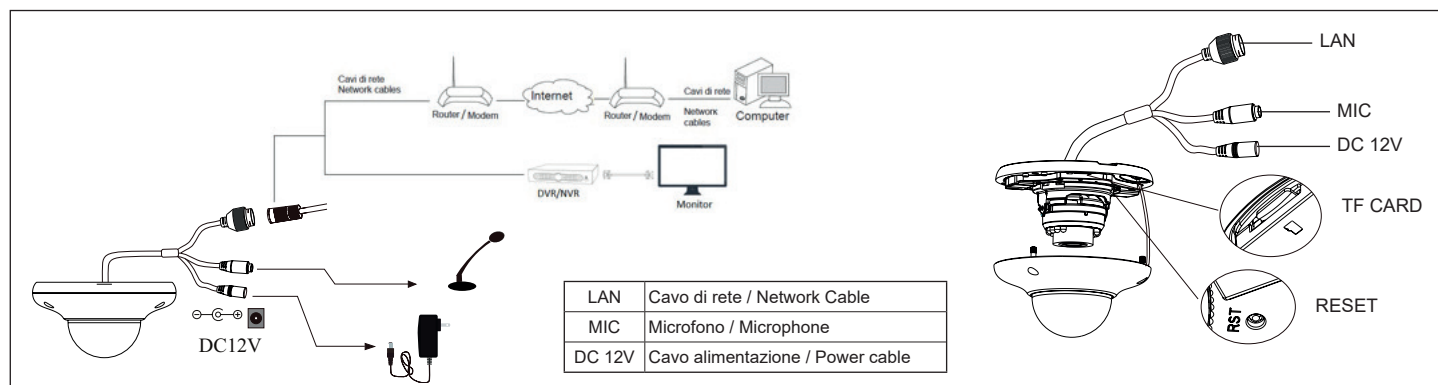 Cavi di rete
Network cables
Router / Modem
Internet
Router / Modem
Cavi di rete
Network
cables
Computer
DVR/NVR
Monitor
DC12V
LAN Cavo di rete / Network Cable
MIC Microfono / Microphone
DC 12V Cavo alimentazione / Power cable
LAN
MIC
DC 12V
TF CARD
RESET
RST